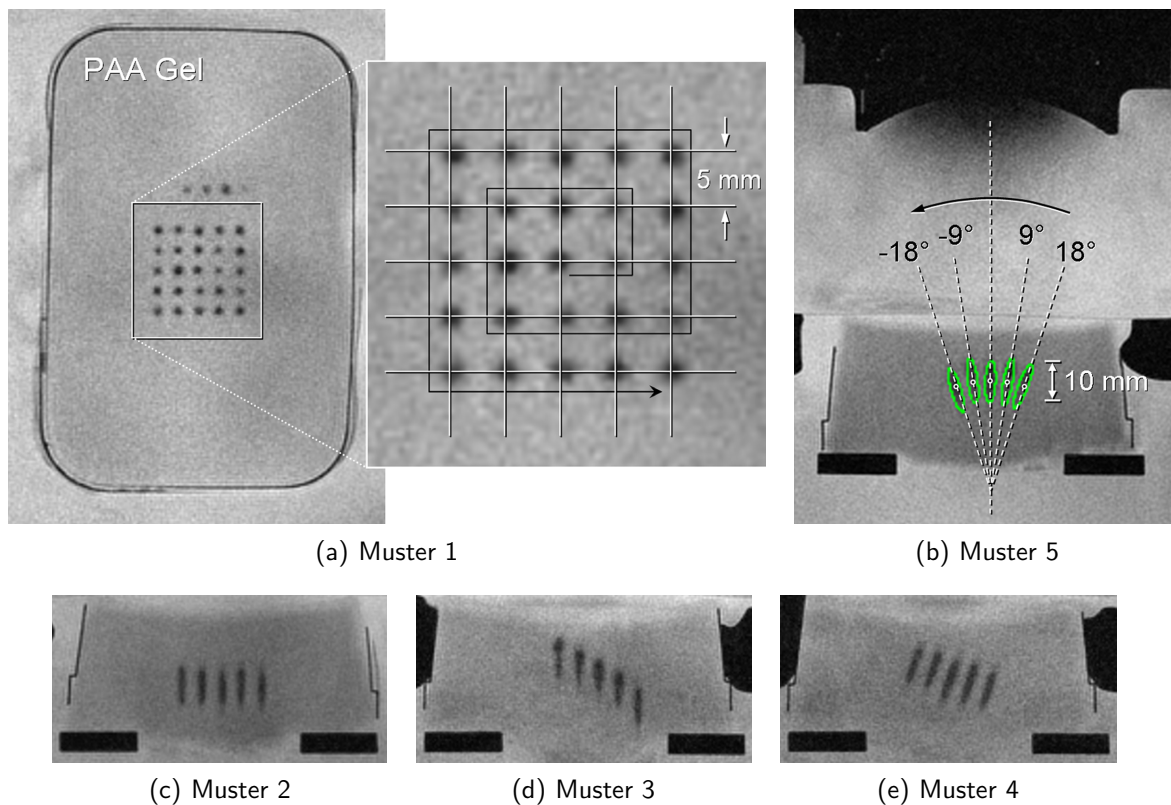 PAA Gel
5 mm
-18°
-9°
9°
18°
10 mm
(a) Muster 1
(b) Muster 5
(c) Muster 2
(d) Muster 3
(e) Muster 4